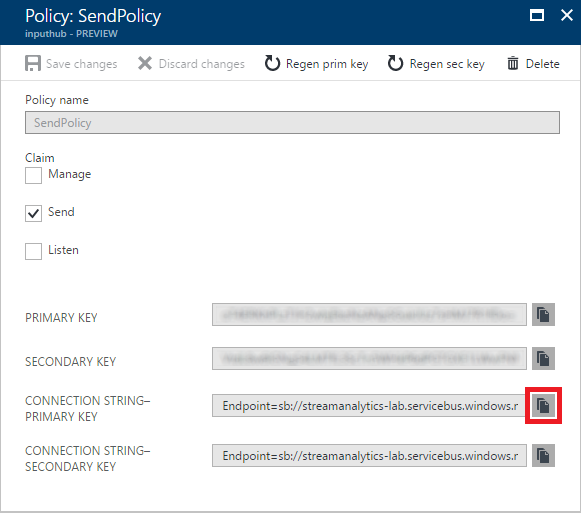 Policy: SendPolicy
inputhub - PREVIEW
Save changes Discard changes Regen prim key Regen sec key Delete
Policy name
SendPolicy
Claim
Manage
Send
Listen
PRIMARY KEY
SECONDARY KEY
CONNECTION STRING–
PRIMARY KEY
Endpoint=sb://streamanalytics-lab.servicebus.windows.r
CONNECTION STRING–
SECONDARY KEY
Endpoint=sb://streamanalytics-lab.servicebus.windows.r